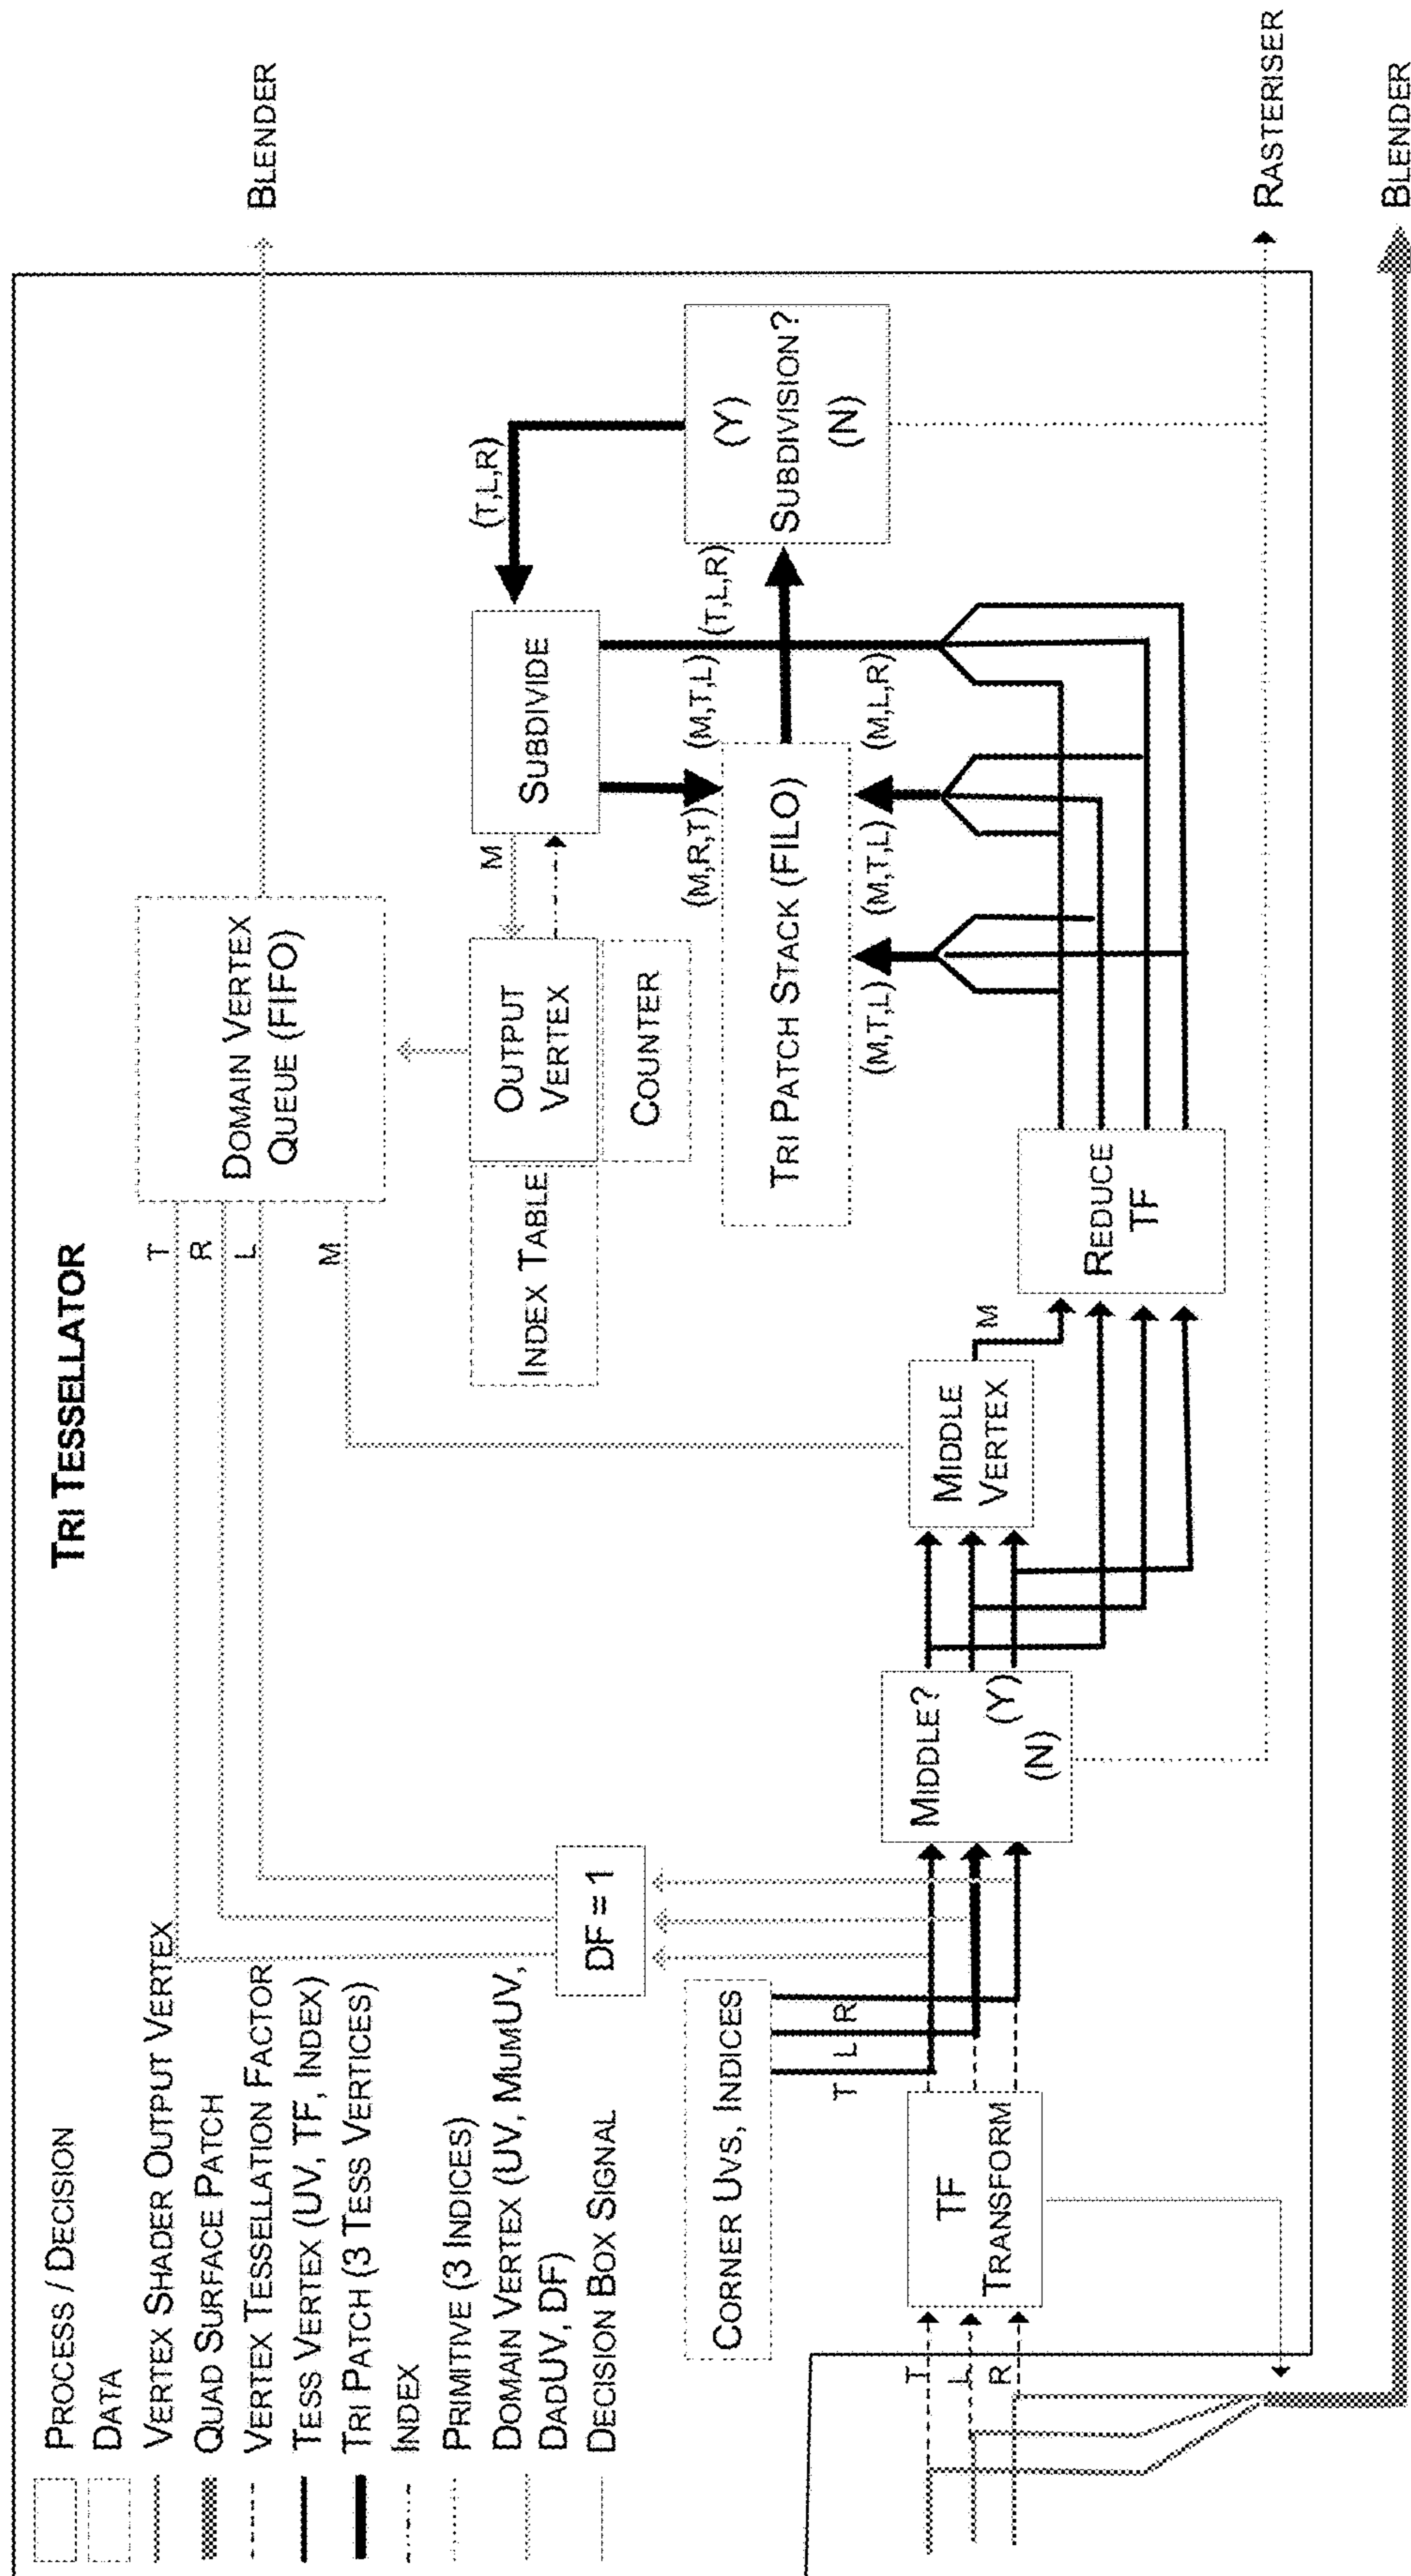 TRI TESSELLATOR
PROCESS / DECISION
DATA
VERTEX SHADER OUTPUT VERTEX
QUAD SURFACE PATCH
VERTEX TESSELLATION FACTOR
TESS VERTEX (UV, TF, INDEX)
TRI PATCH (3 TESS VERTICES)
INDEX
PRIMITIVE (3 INDICES)
DOMAIN VERTEX (UV, MUMUV,
DADUV, DF)
DECISION BOX SIGNAL
T
R
L
M
DOMAIN VERTEX
QUEUE (FIFO)
BLENDER
DF = 1
INDEX TABLE
OUTPUT
VERTEX
COUNTER
M
SUBDIVIDE
(T,L,R)
(M,R,T)
(M,T,L)
(T,L,R)
TRI PATCH STACK (FILO)
(Y)
SUBDIVISION?
(N)
(M,T,L)
(M,T,L)
(M,L,R)
CORNER UVS, INDICES
T
L
R
T
L
R
TF
TRANSFORM
MIDDLE?
(Y)
(N)
MIDDLE
VERTEX
M
REDUCE
TF
RASTERISER
BLENDER